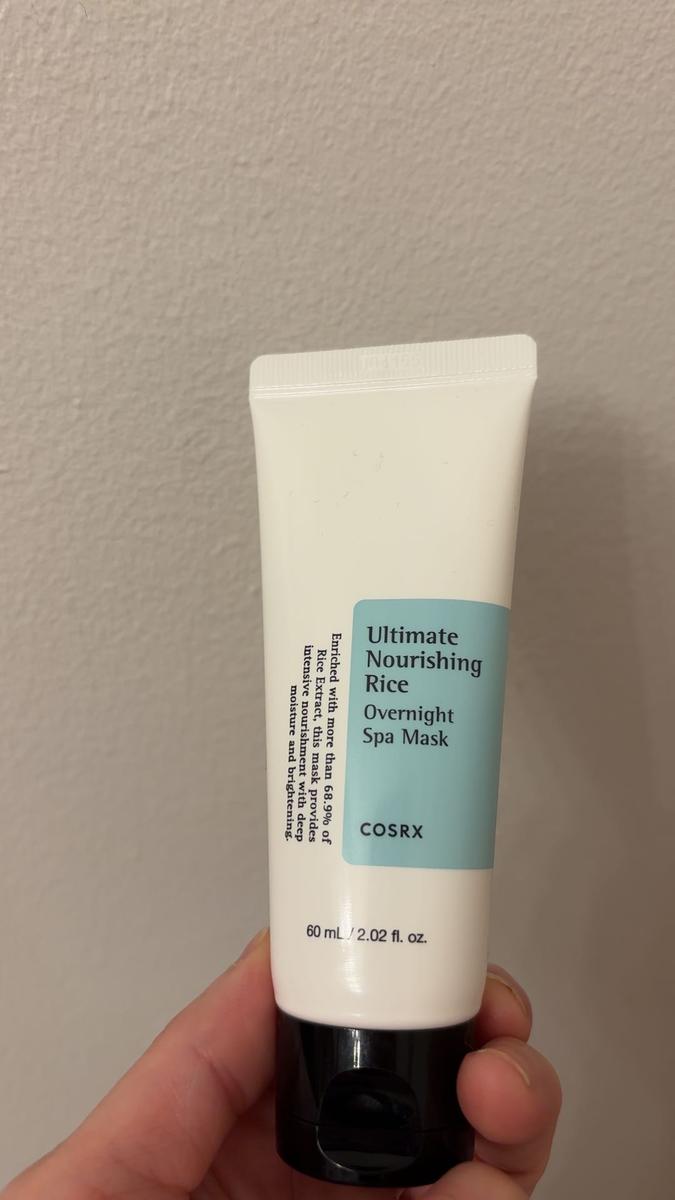 Ultimate
Nourishing
Rice
Overnight
Spa Mask
COSRX
Enriched with more than 68.9% of
Rice Extract, this mask provides
intensive nourishment with deep
moisture and brightening.
60 mL / 2.02 fl. oz.